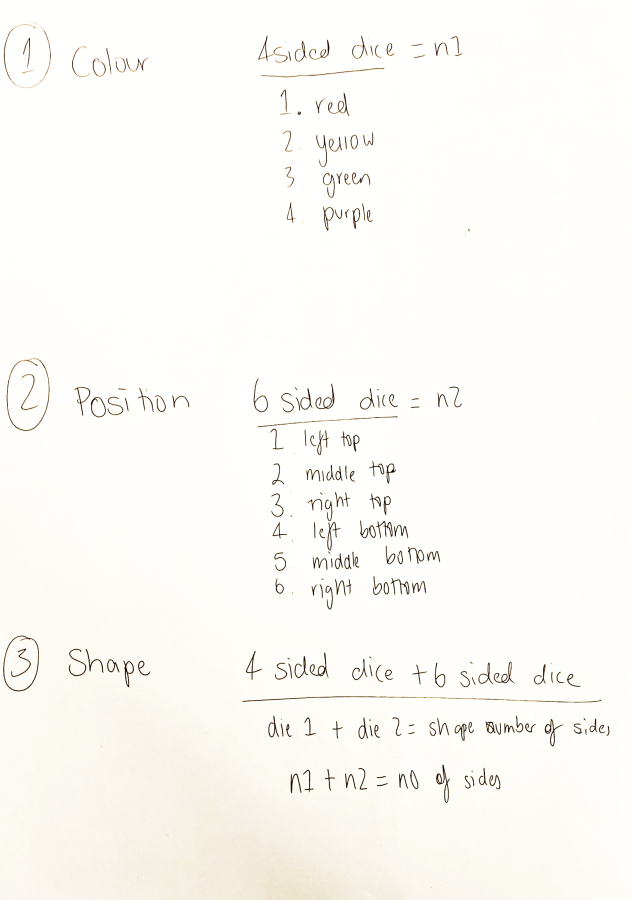 1 Colour 4 sided dice = n1
1. red
2. yellow
3 green
4. purple
2 Position 6 sided dice = n2
1 left top
2 middle top
3. right top
4. left bottom
5 middle bottom
6. right bottom
3 Shape 4 sided dice + 6 sided dice
die 1 + die 2 = shape number of sides
n1 + n2 = no of sides